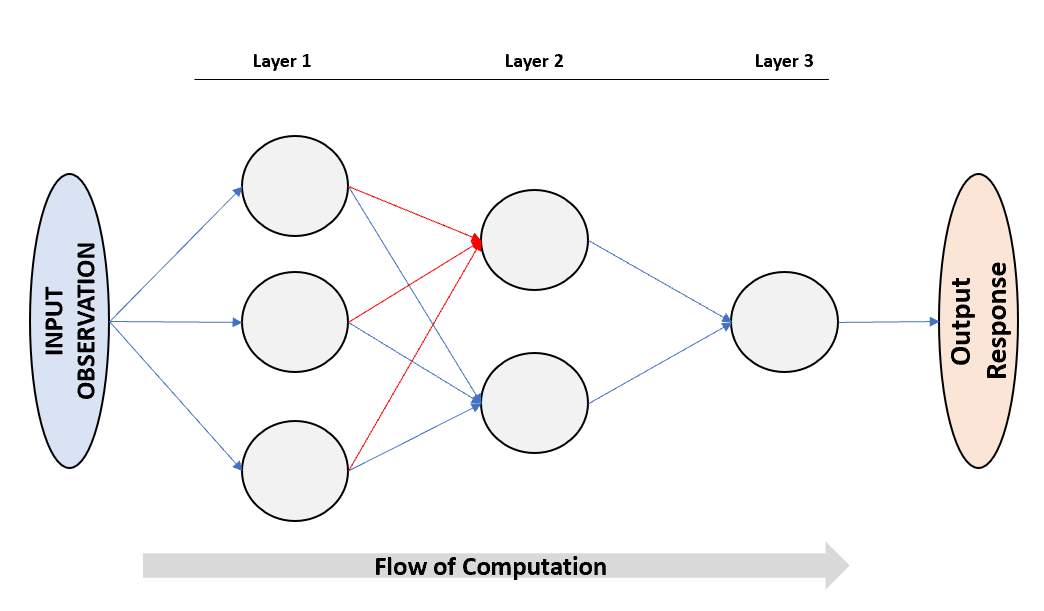 Layer 1
Layer 2
Layer 3
INPUT
OBSERVATION
Output
Response
Flow of Computation